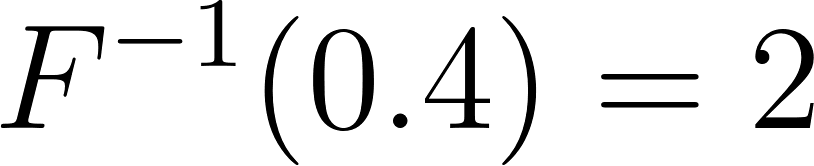 F⁻¹(0.4) = 2